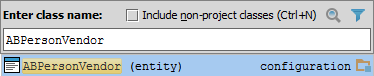 Enter class name: Include non-project classes (Ctrl+N)
ABPersonVendor
ABPersonVendor (entity) configuration